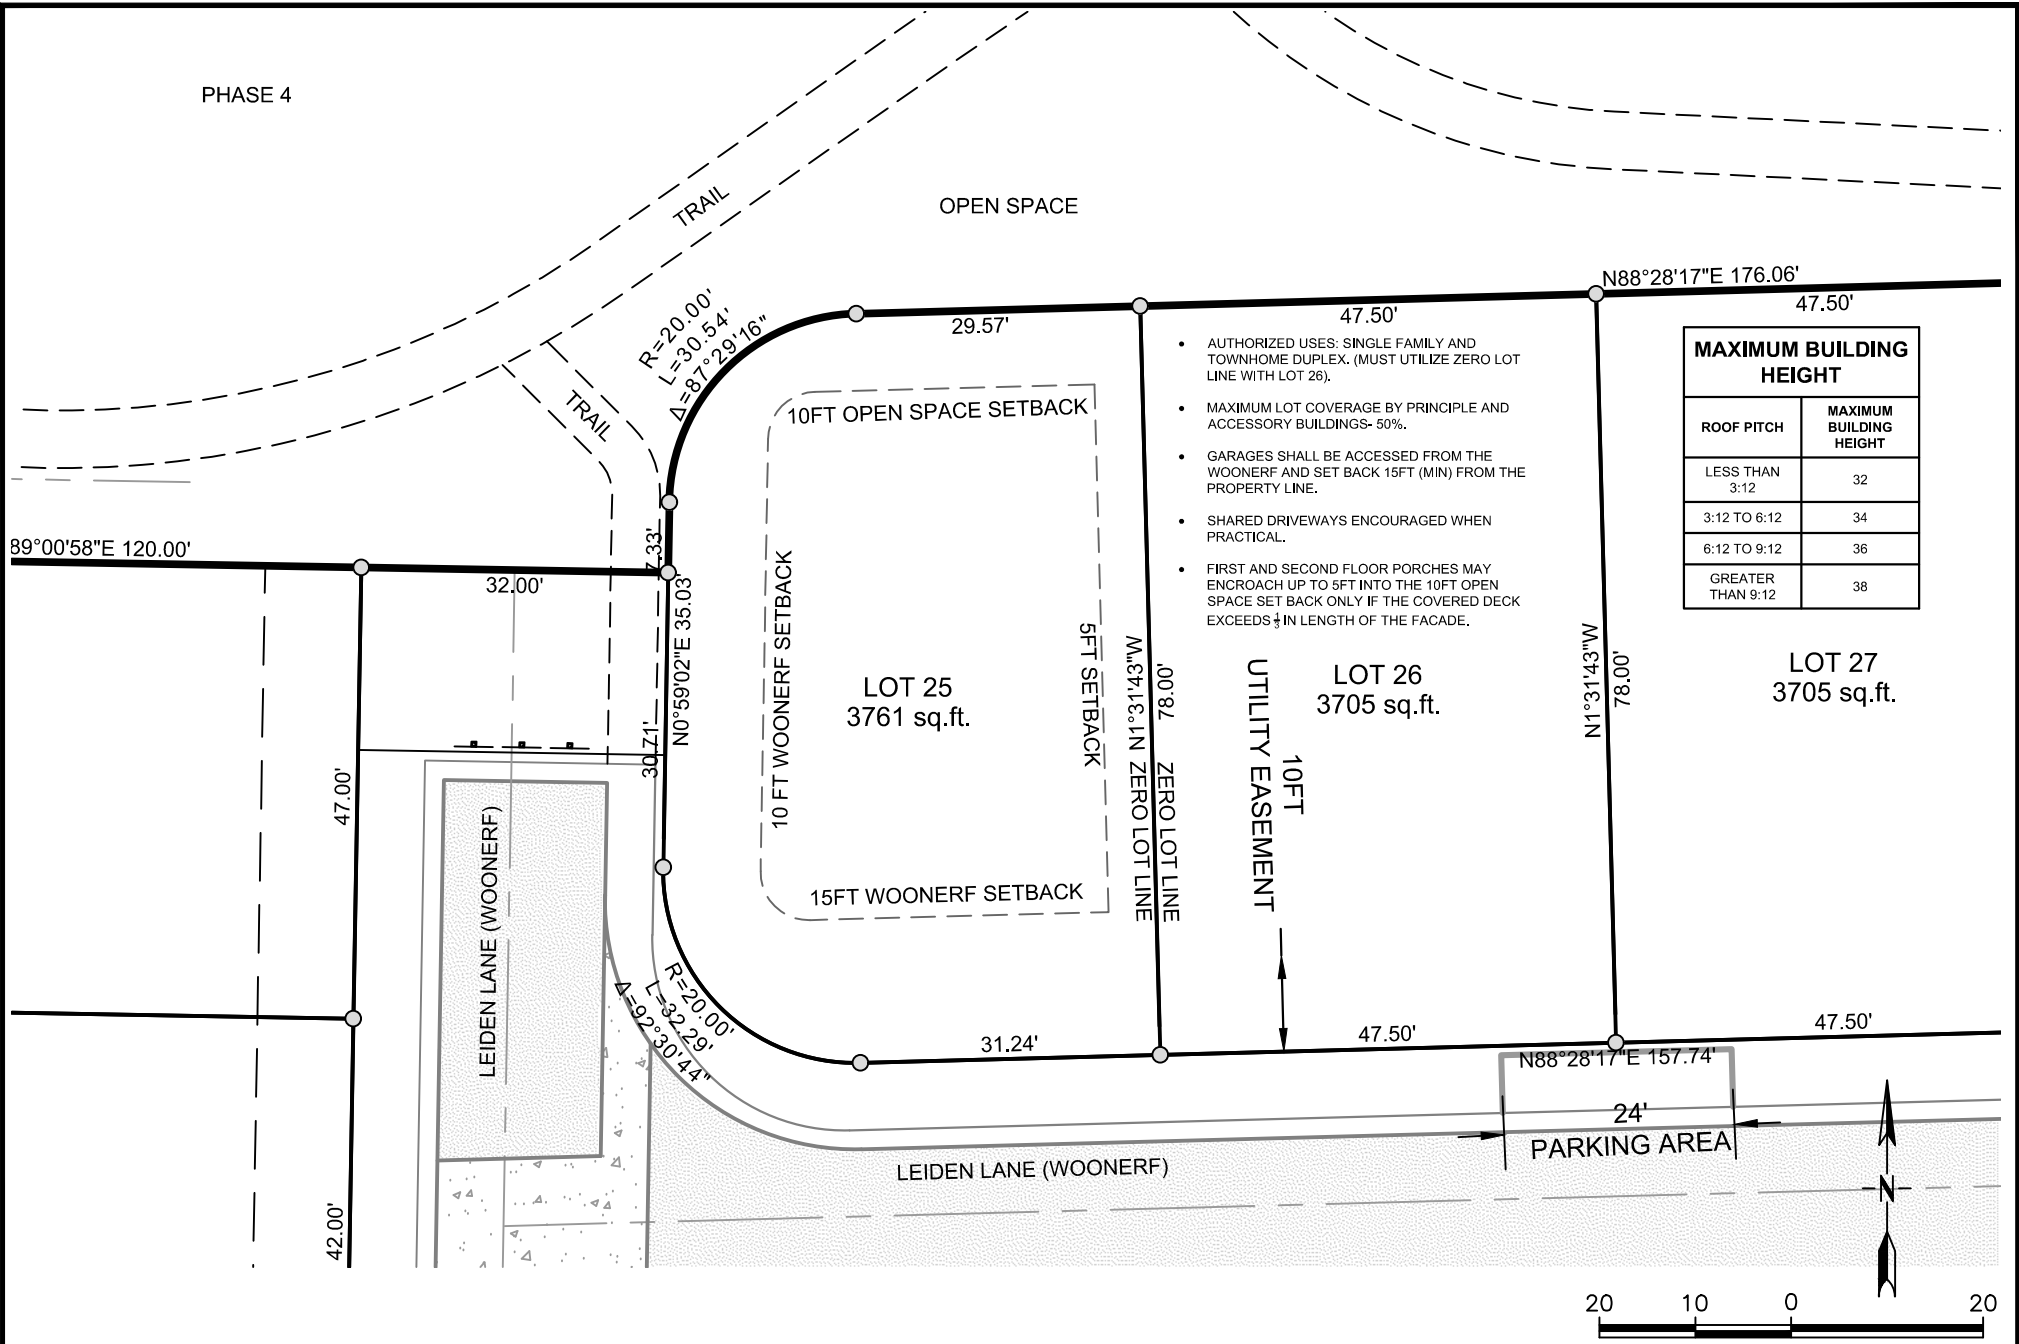 PHASE 4
TRAIL
OPEN SPACE
N88°28'17"E 176.06'
29.57'
47.50'
47.50'
R=20.00'
L=30.54'
Δ=87°29'16"
TRAIL
10FT OPEN SPACE SETBACK
• AUTHORIZED USES: SINGLE FAMILY AND
TOWNHOME DUPLEX. (MUST UTILIZE ZERO LOT
LINE WITH LOT 26).
• MAXIMUM LOT COVERAGE BY PRINCIPLE AND
ACCESSORY BUILDINGS- 50%.
• GARAGES SHALL BE ACCESSED FROM THE
WOONERF AND SET BACK 15FT (MIN) FROM THE
PROPERTY LINE.
• SHARED DRIVEWAYS ENCOURAGED WHEN
PRACTICAL.
• FIRST AND SECOND FLOOR PORCHES MAY
ENCROACH UP TO 5FT INTO THE 10FT OPEN
SPACE SET BACK ONLY IF THE COVERED DECK
EXCEEDS 1/3 IN LENGTH OF THE FACADE.
MAXIMUM BUILDING
HEIGHT
ROOF PITCH
MAXIMUM
BUILDING
HEIGHT
LESS THAN
3:12
32
3:12 TO 6:12
34
6:12 TO 9:12
36
GREATER
THAN 9:12
38
89°00'58"E 120.00'
32.00'
7.33'
N0°59'02"E 35.03'
30.71'
10 FT WOONERF SETBACK
LOT 25
3761 sq.ft.
5FT SETBACK
N1°31'43"W
78.00'
ZERO LOT LINE
ZERO LOT LINE
10FT
UTILITY EASEMENT
LOT 26
3705 sq.ft.
N1°31'43"W
78.00'
LOT 27
3705 sq.ft.
47.00'
LEIDEN LANE (WOONERF)
15FT WOONERF SETBACK
R=20.00'
L=32.29'
Δ=92°30'44"
31.24'
47.50'
47.50'
N88°28'17"E 157.74'
24'
PARKING AREA
LEIDEN LANE (WOONERF)
42.00'
N
20 10 0 20